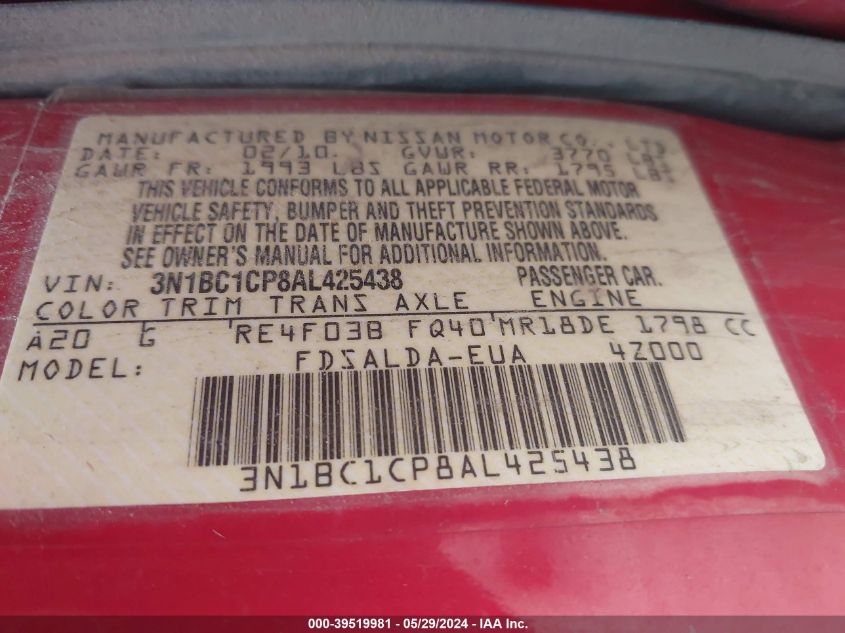 MANUFACTURED BY NISSAN MOTOR CO., LTD.
DATE: 02/10. GVWR: 3770 LBS
GAWR FR: 1993 LBS GAWR RR: 1795 LBS
THIS VEHICLE CONFORMS TO ALL APPLICABLE FEDERAL MOTOR
VEHICLE SAFETY, BUMPER AND THEFT PREVENTION STANDARDS
IN EFFECT ON THE DATE OF MANUFACTURE SHOWN ABOVE.
SEE OWNER'S MANUAL FOR ADDITIONAL INFORMATION.
VIN: 3N1BC1CP8AL425438 PASSENGER CAR.
COLOR TRIM TRANS AXLE ENGINE
A20 G RE4F03B FQ40 MR18DE 1798 CC
MODEL: FDSALDA-EUA 4Z000
3N1BC1CP8AL425438
000-39519981 - 05/29/2024 - IAA Inc.